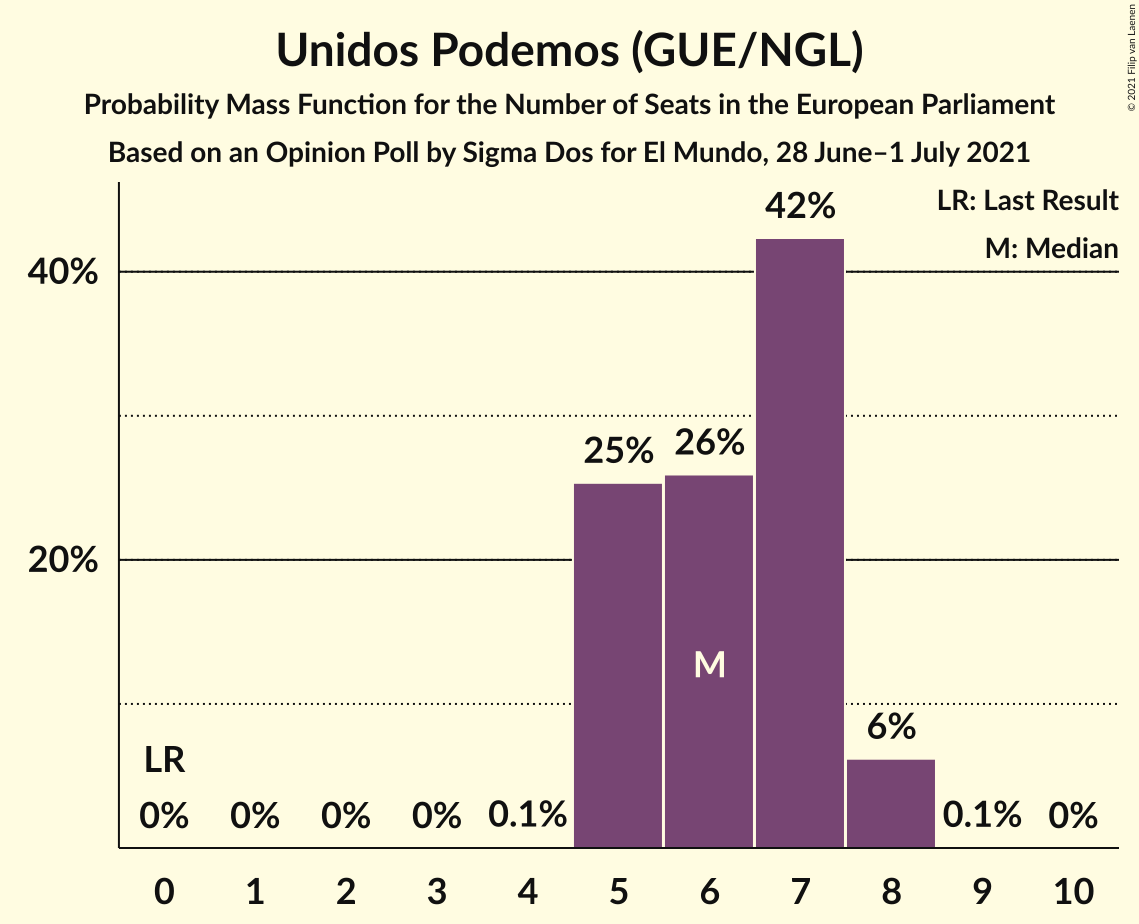 Unidos Podemos (GUE/NGL)
Probability Mass Function for the Number of Seats in the European Parliament
Based on an Opinion Poll by Sigma Dos for El Mundo, 28 June–1 July 2021
© 2021 Filip van Laenen
LR: Last Result
M: Median
42%
40%
25%
26%
20%
M
6%
LR
0%
0%
0%
0%
0.1%
0.1%
0%
0 1 2 3 4 5 6 7 8 9 10